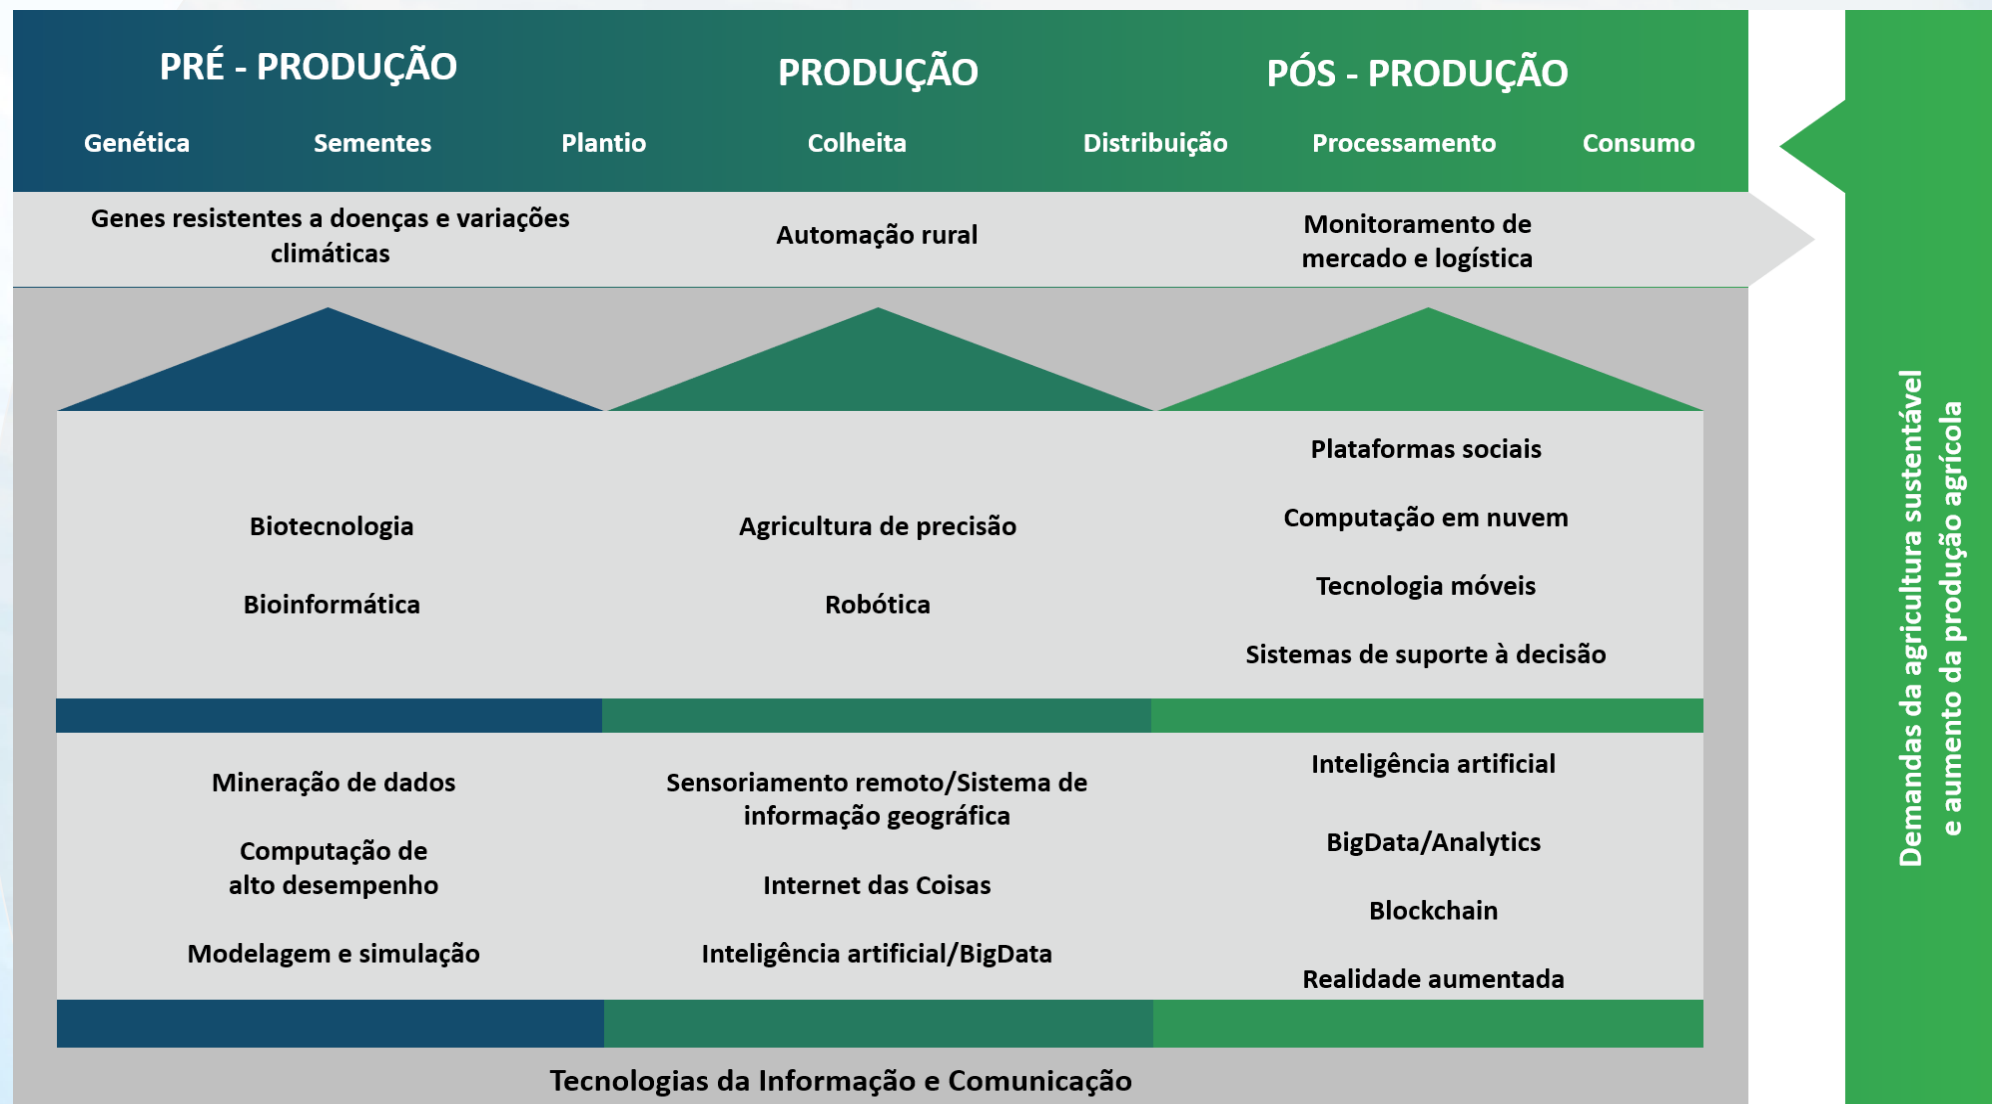 PRÉ - PRODUÇÃO
PRODUÇÃO
PÓS - PRODUÇÃO
Genética
Sementes
Plantio
Colheita
Distribuição
Processamento
Consumo
Genes resistentes a doenças e variações
climáticas
Automação rural
Monitoramento de
mercado e logística
Biotecnologia
Bioinformática
Agricultura de precisão
Robótica
Plataformas sociais
Computação em nuvem
Tecnologia móveis
Sistemas de suporte à decisão
Mineração de dados
Computação de
alto desempenho
Modelagem e simulação
Sensoriamento remoto/Sistema de
informação geográfica
Internet das Coisas
Inteligência artificial/BigData
Inteligência artificial
BigData/Analytics
Blockchain
Realidade aumentada
Tecnologias da Informação e Comunicação
Demandas da agricultura sustentável
e aumento da produção agrícola